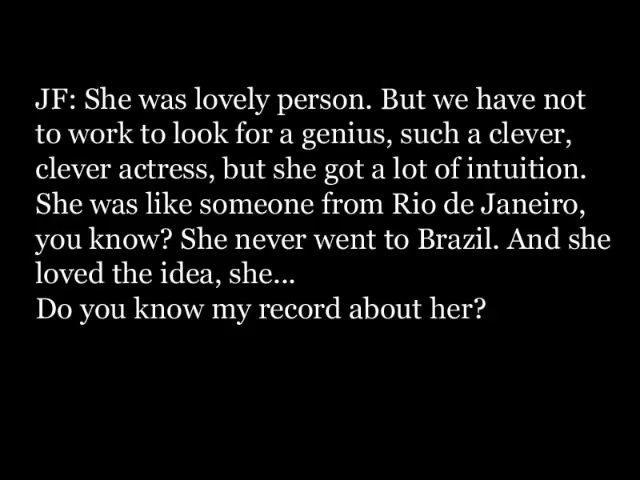 JF: She was lovely person. But we have not
to work to look for a genius, such a clever,
clever actress, but she got a lot of intuition.
She was like someone from Rio de Janeiro,
you know? She never went to Brazil. And she
loved the idea, she...
Do you know my record about her?